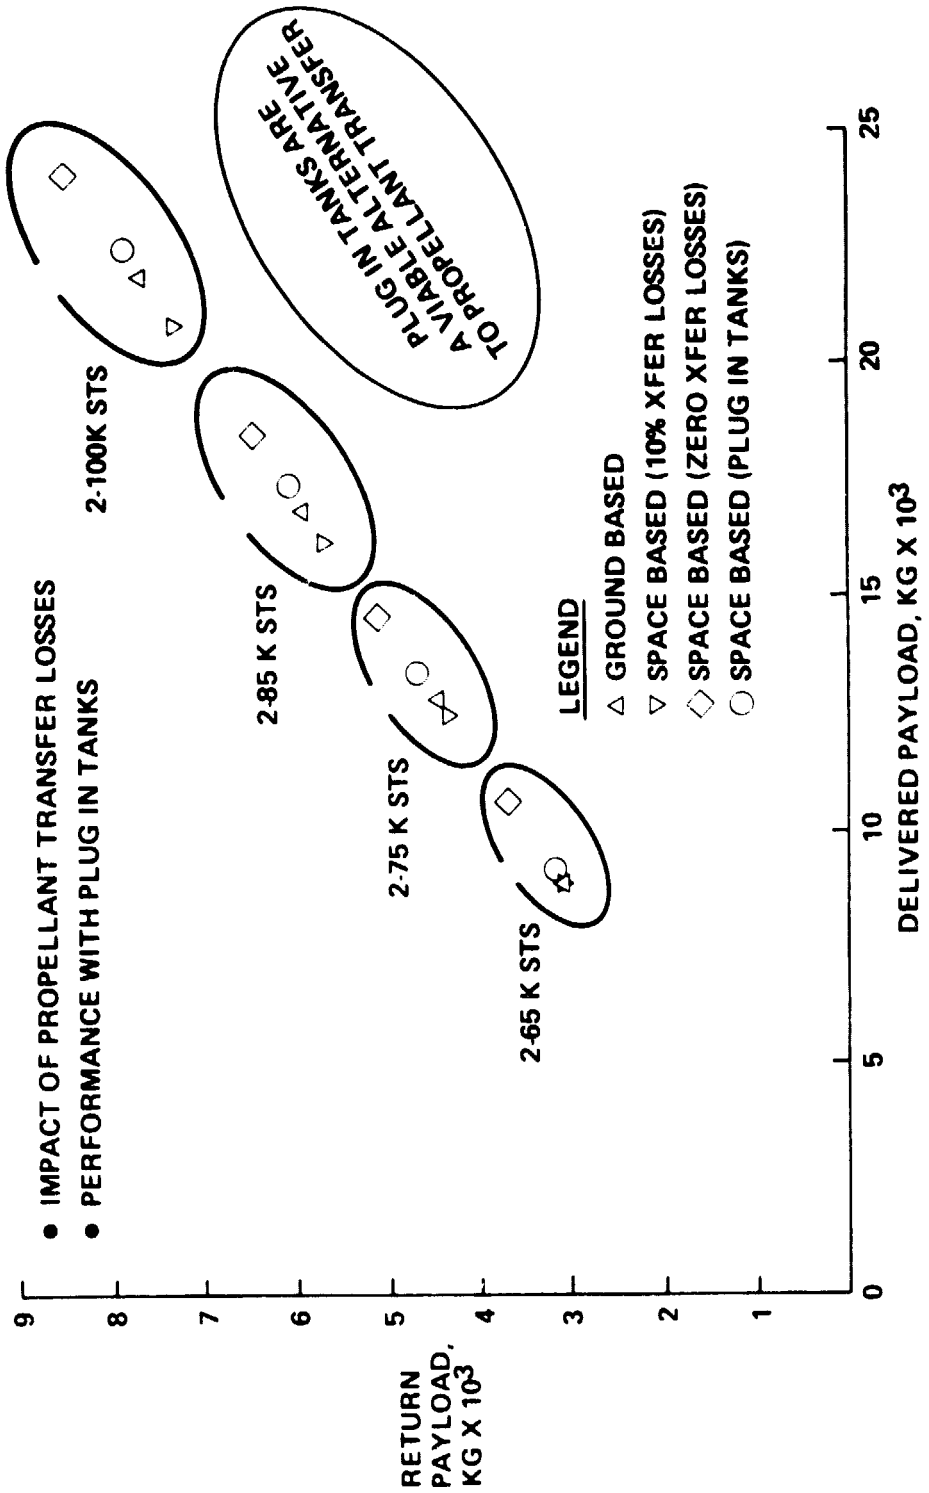 ● IMPACT OF PROPELLANT TRANSFER LOSSES
● PERFORMANCE WITH PLUG IN TANKS
2-100K STS
2-85 K STS
2-75 K STS
2-65 K STS
PLUG IN TANKS ARE
A VIABLE ALTERNATIVE
TO PROPELLANT TRANSFER
LEGEND
△ GROUND BASED
▽ SPACE BASED (10% XFER LOSSES)
◇ SPACE BASED (ZERO XFER LOSSES)
○ SPACE BASED (PLUG IN TANKS)
RETURN
PAYLOAD,
KG X 10³
9
8
7
6
5
4
3
2
1
0
5
10
15
20
25
DELIVERED PAYLOAD, KG X 10³